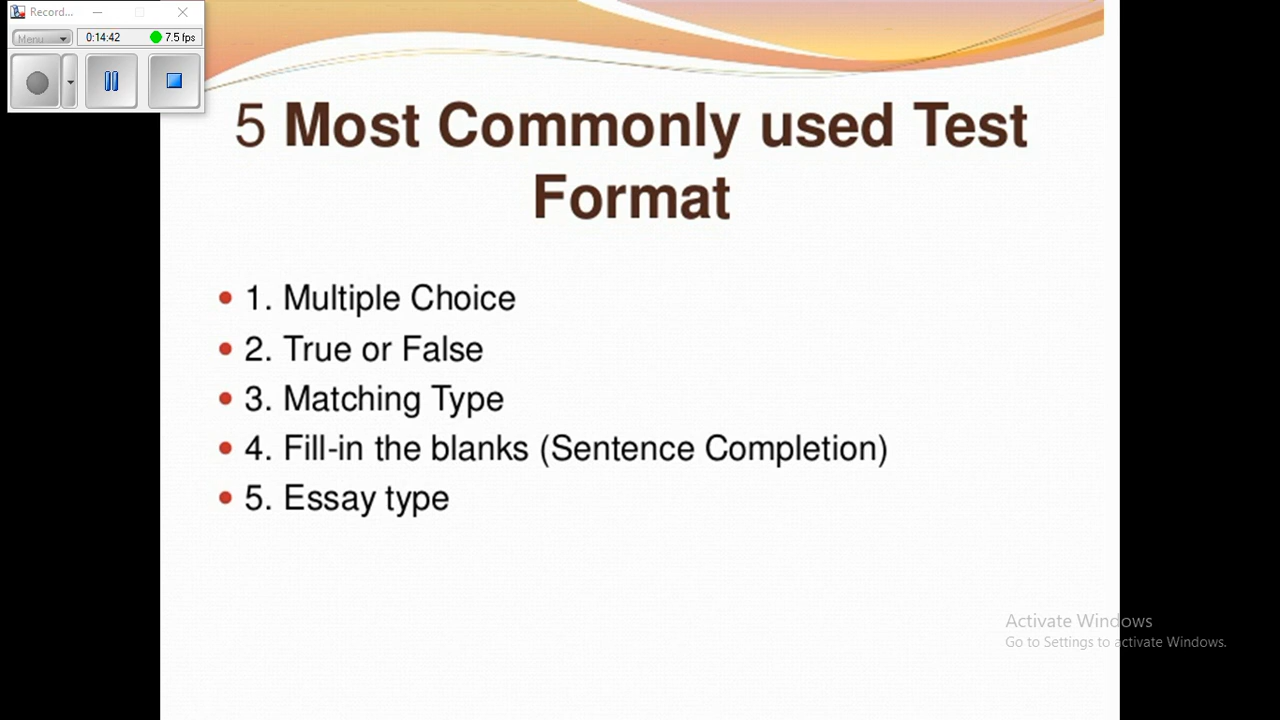 Record...
Menu
0:14:42
7.5 fps
5 Most Commonly used Test
Format
• 1. Multiple Choice
• 2. True or False
• 3. Matching Type
• 4. Fill-in the blanks (Sentence Completion)
• 5. Essay type
Activate Windows
Go to Settings to activate Windows.